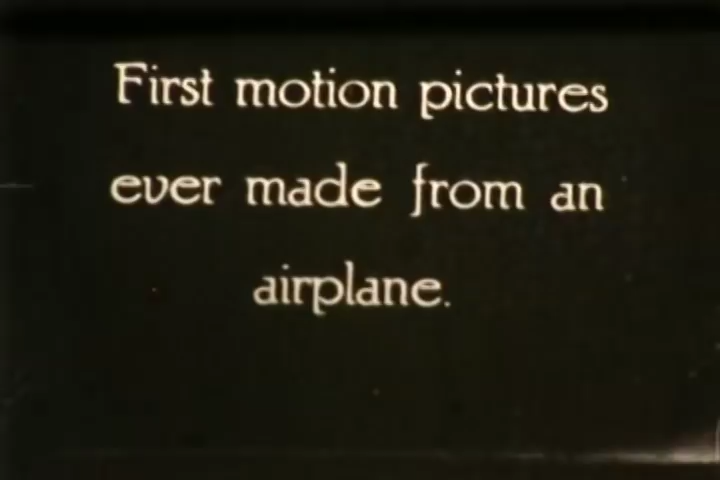 First motion pictures
ever made from an
airplane.